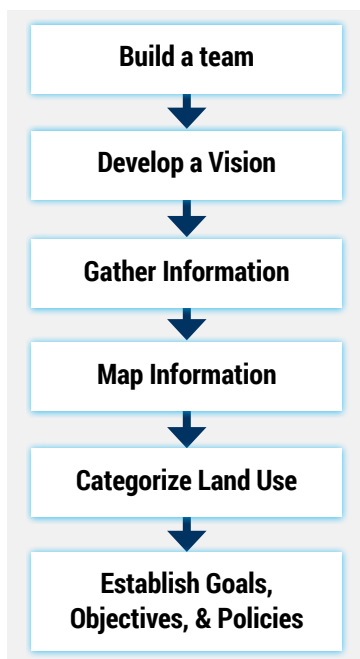 Build a team
Develop a Vision
Gather Information
Map Information
Categorize Land Use
Establish Goals,
Objectives, & Policies